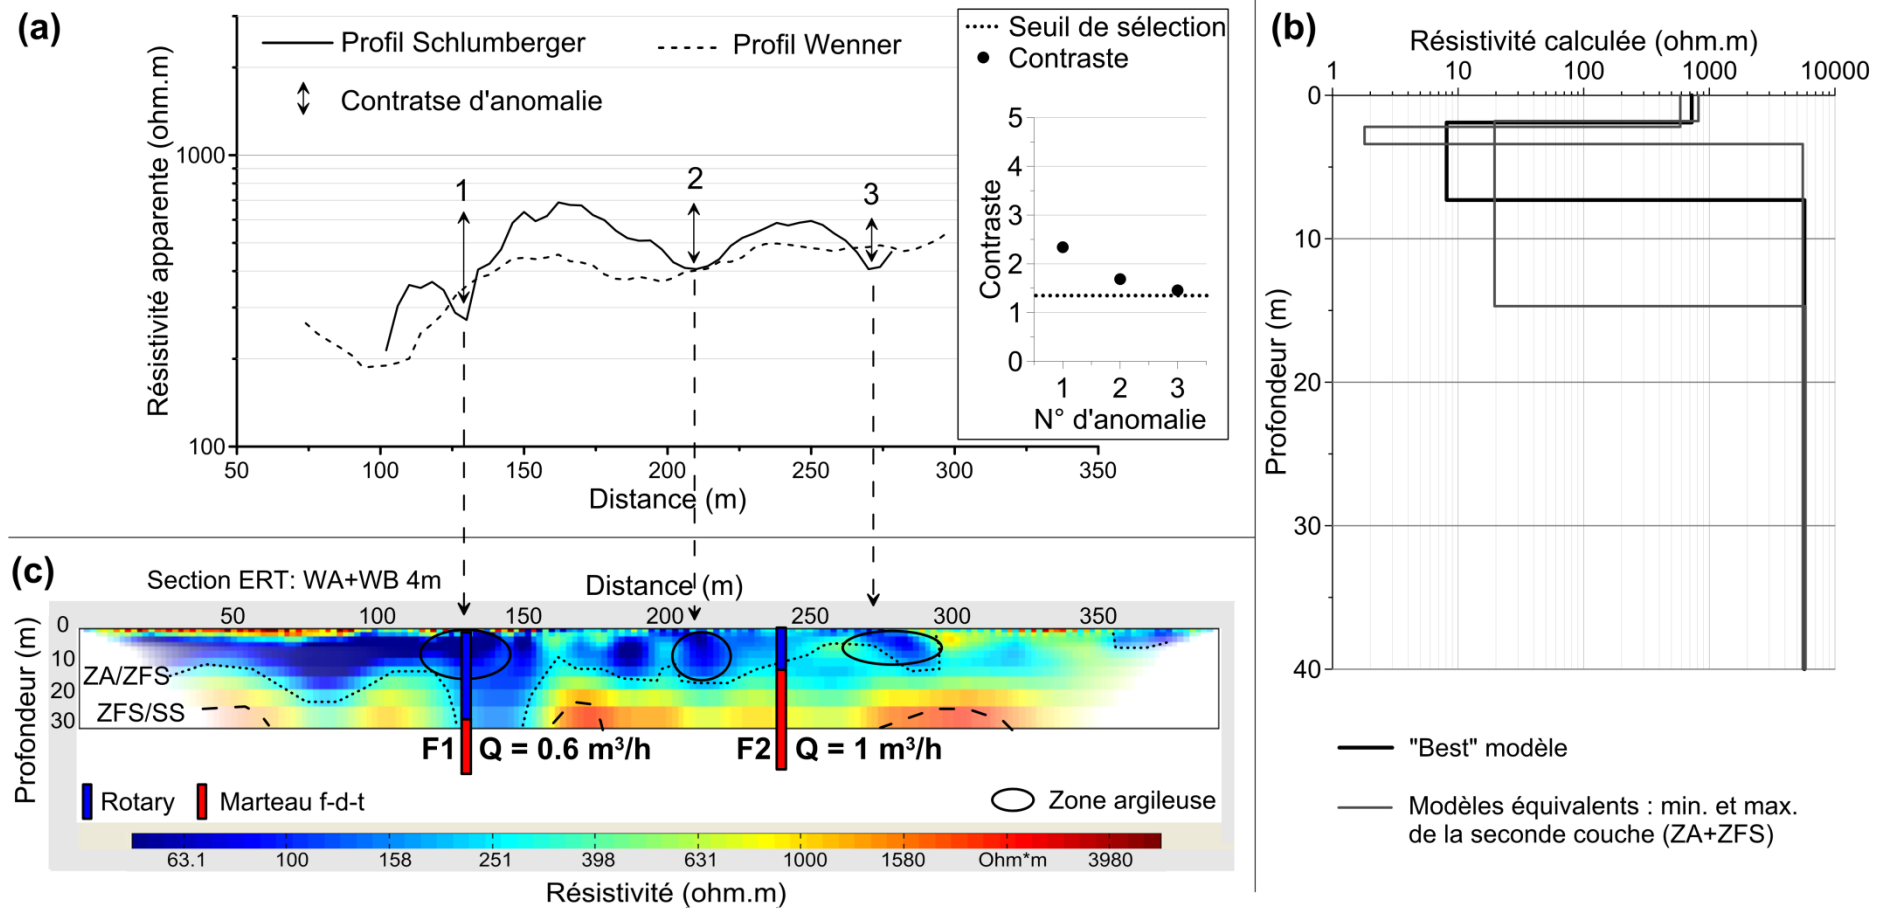 (a)
Profil Schlumberger
Profil Wenner
Contratse d'anomalie
Résistivité apparente (ohm.m)
1000
100
1
2
3
50
100
150
200
250
300
350
Distance (m)
Seuil de sélection
Contraste
Contraste
5
4
3
2
1
0
1
2
3
N° d'anomalie
(b)
Résistivité calculée (ohm.m)
1
10
100
1000
10000
Profondeur (m)
0
10
20
30
40
"Best" modèle
Modèles équivalents : min. et max.
de la seconde couche (ZA+ZFS)
(c)
Section ERT: WA+WB 4m
Distance (m)
50
100
150
200
250
300
350
Profondeur (m)
0
10
20
30
ZA/ZFS
ZFS/SS
F1
Q = 0.6 m³/h
F2
Q = 1 m³/h
Rotary
Marteau f-d-t
Zone argileuse
63.1
100
158
251
398
631
1000
1580
Ohm*m
3980
Résistivité (ohm.m)